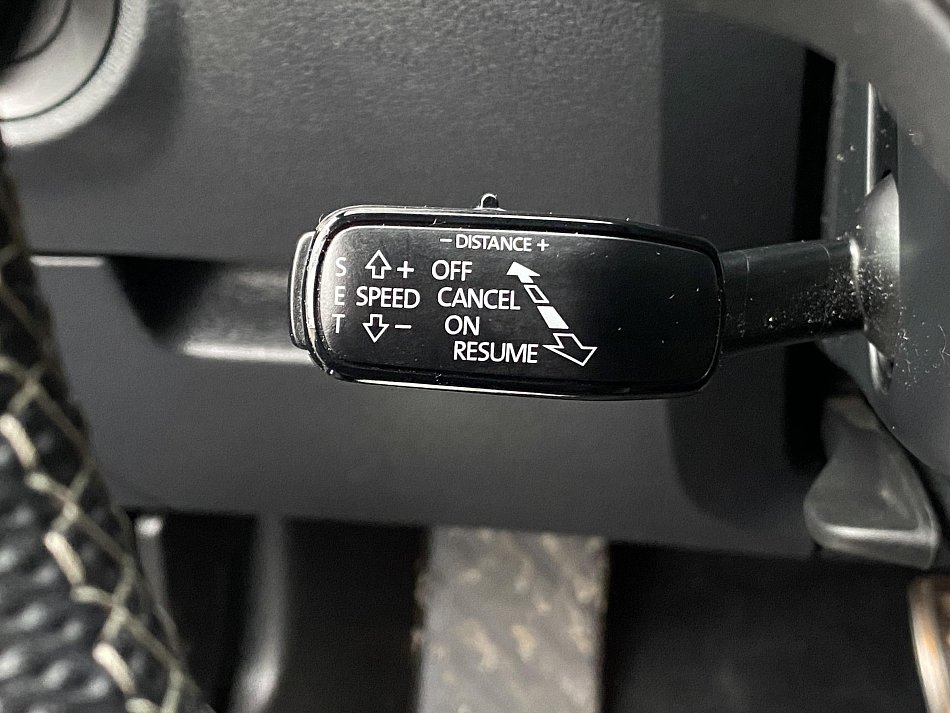 − DISTANCE +
S + OFF
E SPEED CANCEL
T − ON
RESUME